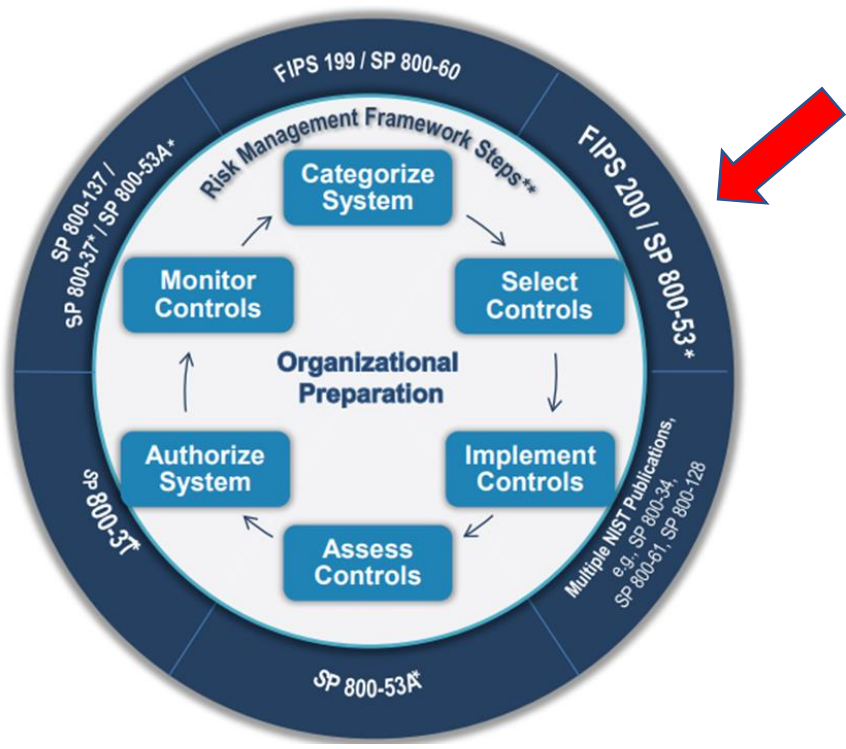 FIPS 199 / SP 800-60
FIPS 200 / SP 800-53*
Multiple NIST Publications,
e.g., SP 800-34,
SP 800-61, SP 800-128
SP 800-53A*
SP 800-37*
SP 800-137 /
SP 800-37* / SP 800-53A*
Risk Management Framework Steps**
Categorize
System
Select
Controls
Implement
Controls
Assess
Controls
Authorize
System
Monitor
Controls
Organizational
Preparation